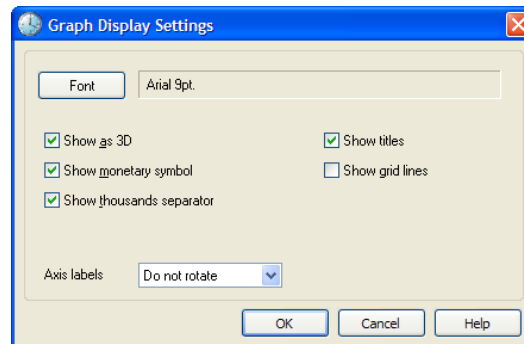 Graph Display Settings
Font Arial 9pt.
Show as 3D Show titles
Show monetary symbol Show grid lines
Show thousands separator
Axis labels Do not rotate
OK Cancel Help